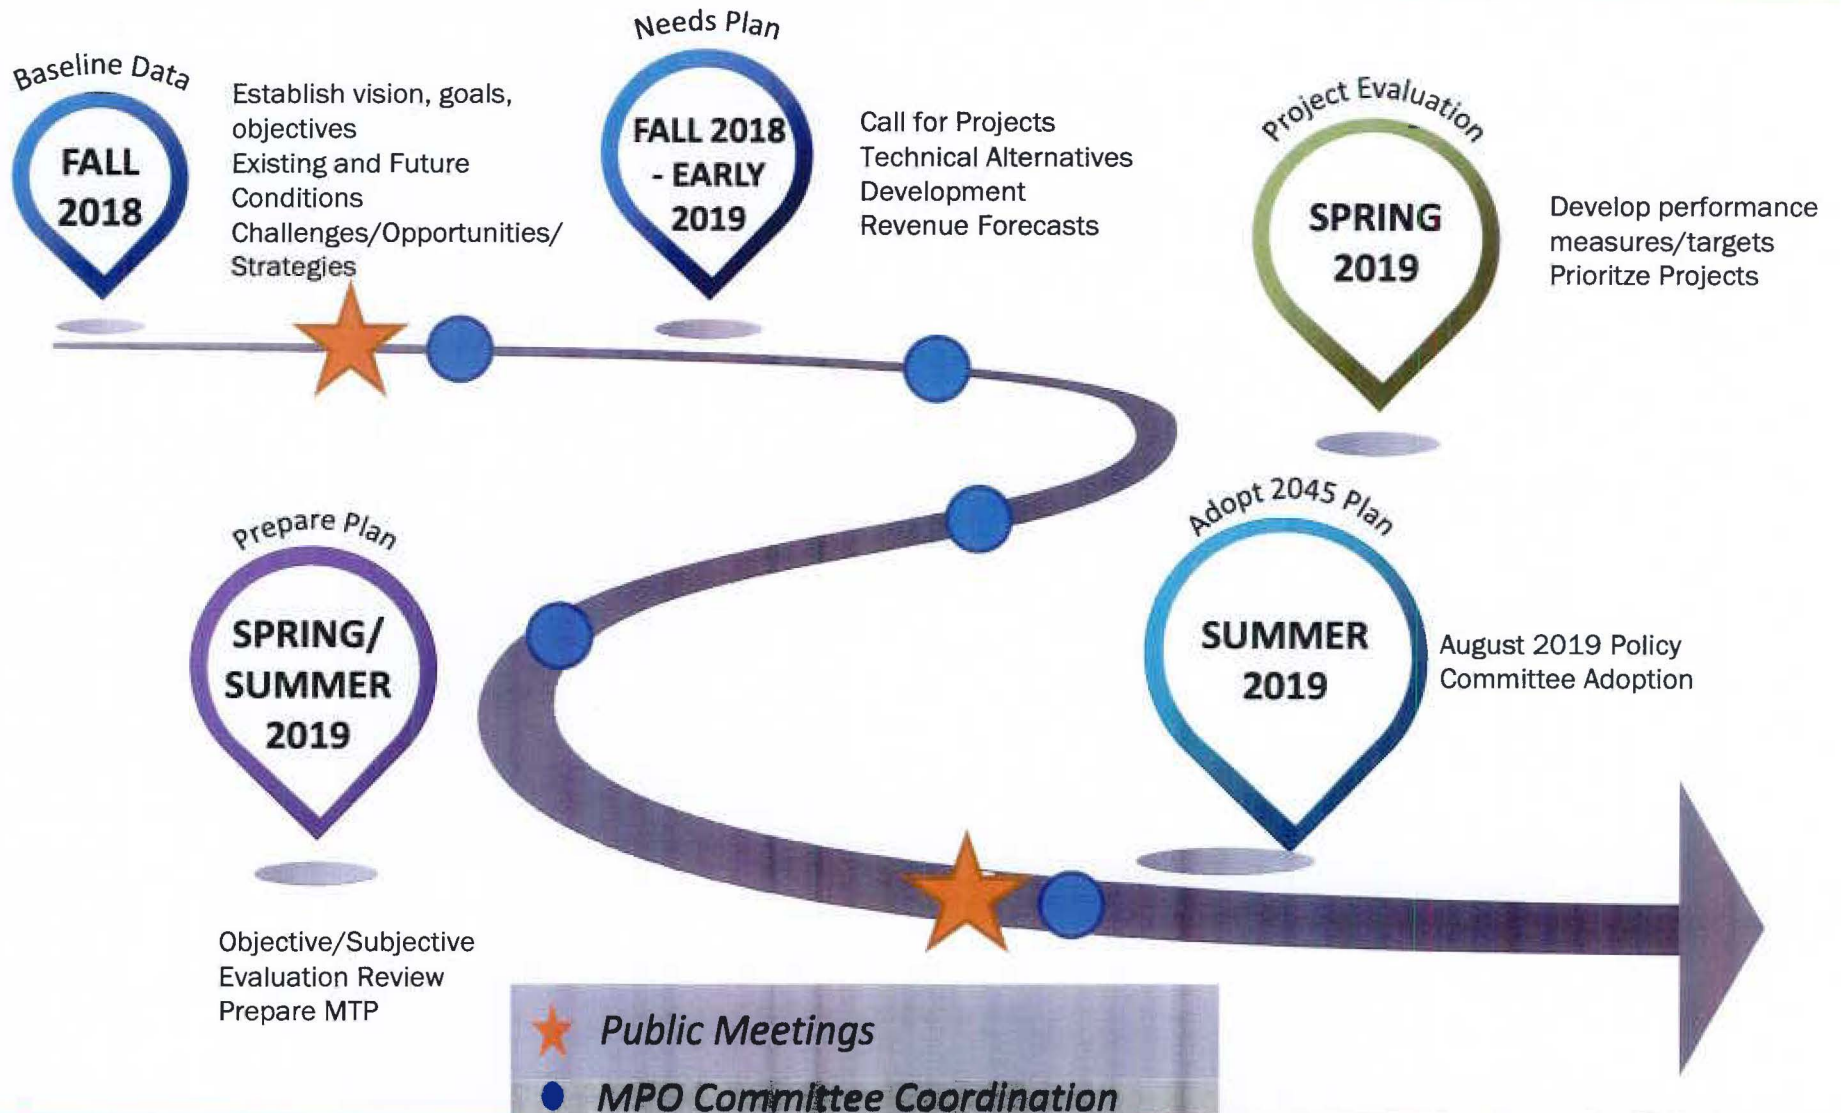 Baseline Data
FALL
2018
Establish vision, goals,
objectives
Existing and Future
Conditions
Challenges/Opportunities/
Strategies
Needs Plan
FALL 2018
- EARLY
2019
Call for Projects
Technical Alternatives
Development
Revenue Forecasts
Project Evaluation
SPRING
2019
Develop performance
measures/targets
Prioritze Projects
Prepare Plan
SPRING/
SUMMER
2019
Objective/Subjective
Evaluation Review
Prepare MTP
Adopt 2045 Plan
SUMMER
2019
August 2019 Policy
Committee Adoption
Public Meetings
MPO Committee Coordination